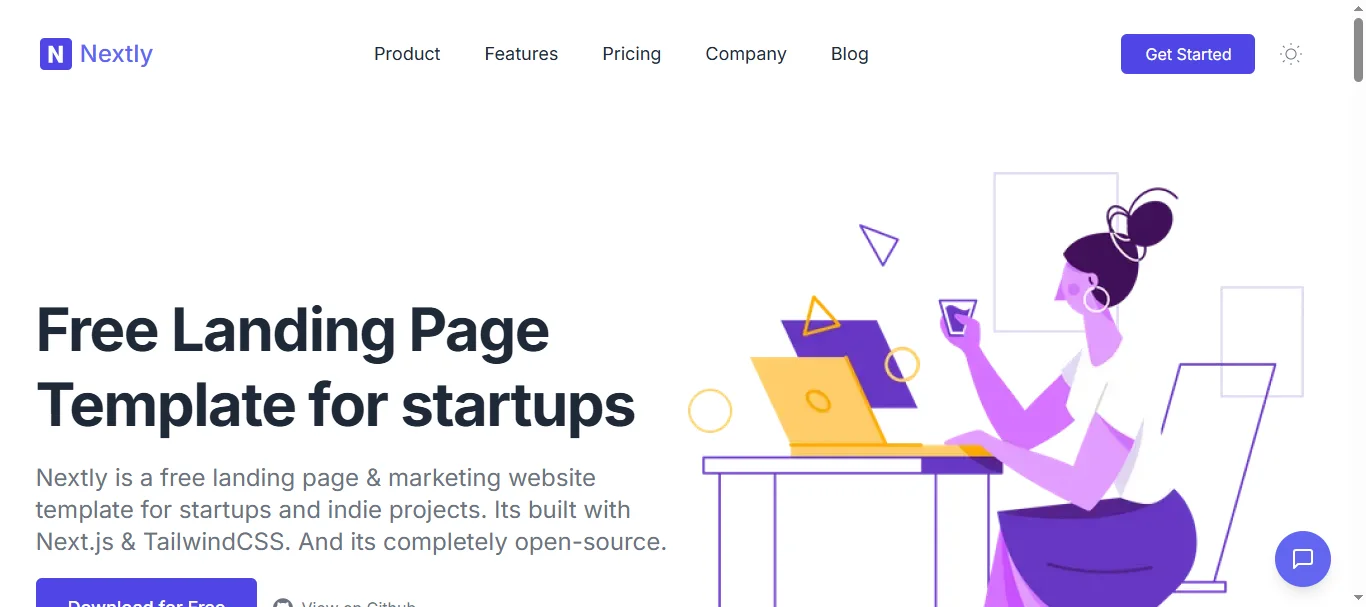 N Nextly
Product Features Pricing Company Blog
Get Started
Free Landing Page
Template for startups
Nextly is a free landing page & marketing website
template for startups and indie projects. Its built with
Next.js & TailwindCSS. And its completely open-source.
Download for Free
View on Github